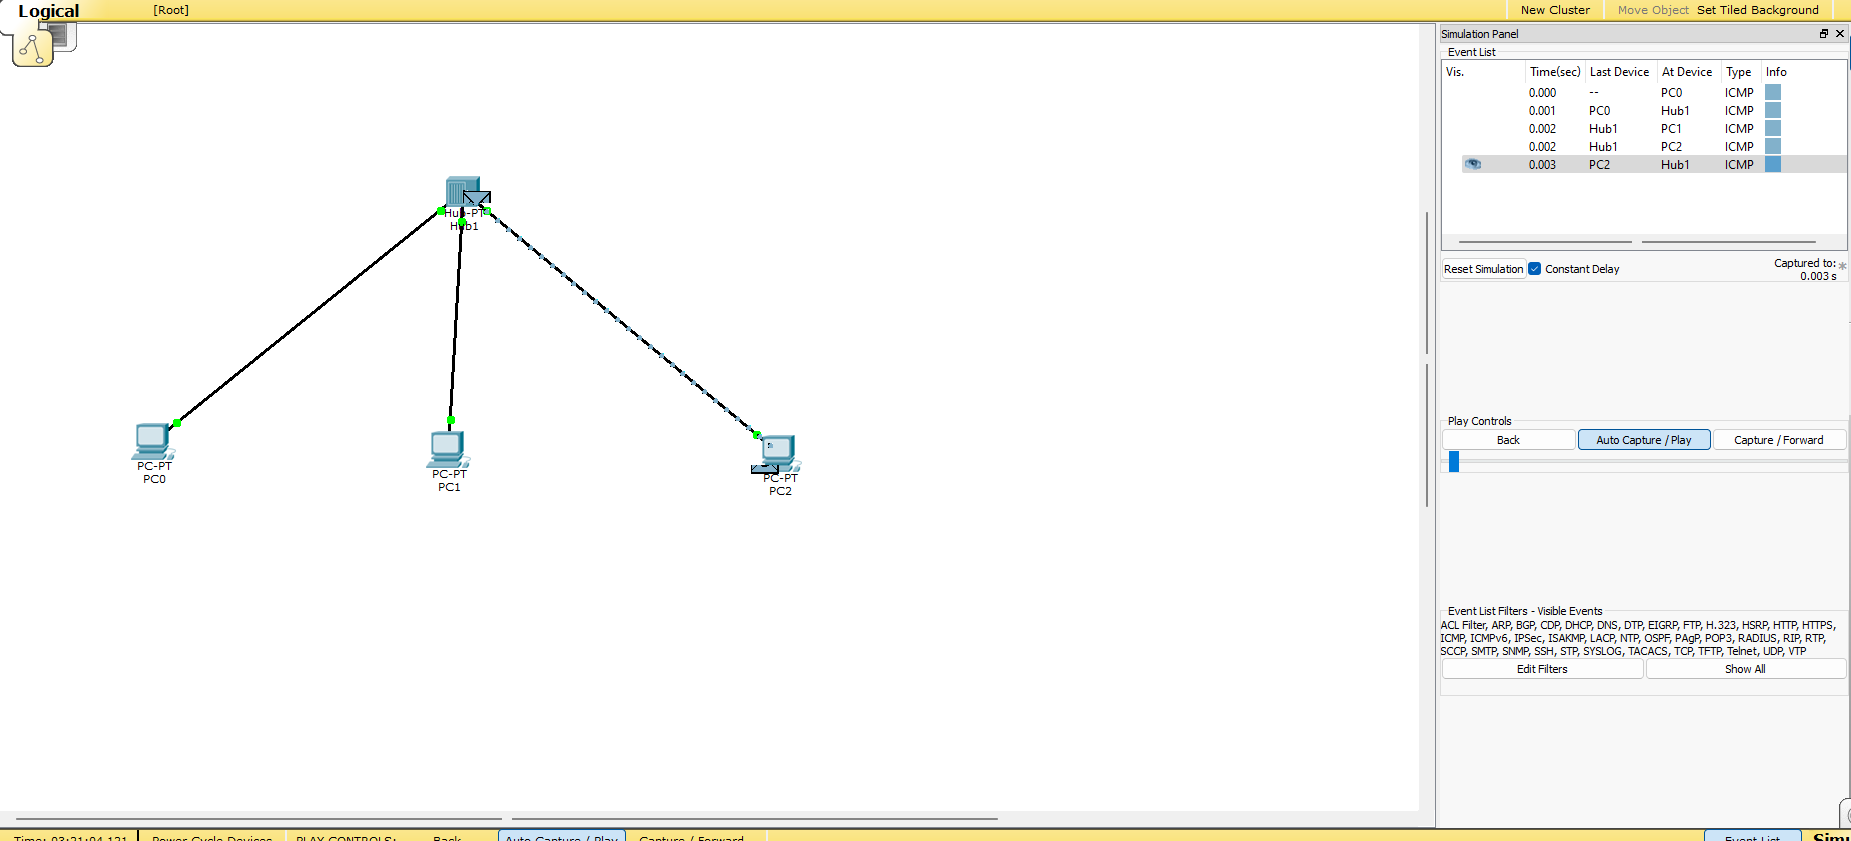 Logical [Root] New Cluster Move Object Set Tiled Background
Simulation Panel
Event List
Vis. Time(sec) Last Device At Device Type Info
0.000 -- PC0 ICMP
0.001 PC0 Hub1 ICMP
0.002 Hub1 PC1 ICMP
0.002 Hub1 PC2 ICMP
0.003 PC2 Hub1 ICMP
Reset Simulation Constant Delay Captured to:
0.003 s
Hub-PT
Hub1
PC-PT
PC0
PC-PT
PC1
PC-PT
PC2
Play Controls
Back Auto Capture / Play Capture / Forward
Event List Filters - Visible Events
ACL Filter, ARP, BGP, CDP, DHCP, DNS, DTP, EIGRP, FTP, H.323, HSRP, HTTP, HTTPS,
ICMP, ICMPv6, IPSec, ISAKMP, LACP, NTP, OSPF, PAgP, POP3, RADIUS, RIP, RTP,
SCCP, SMTP, SNMP, SSH, STP, SYSLOG, TACACS, TCP, TFTP, Telnet, UDP, VTP
Edit Filters Show All
Time: 03:21:04.121 Power Cycle Devices PLAY CONTROLS: Back Auto Capture / Play Capture / Forward Event List